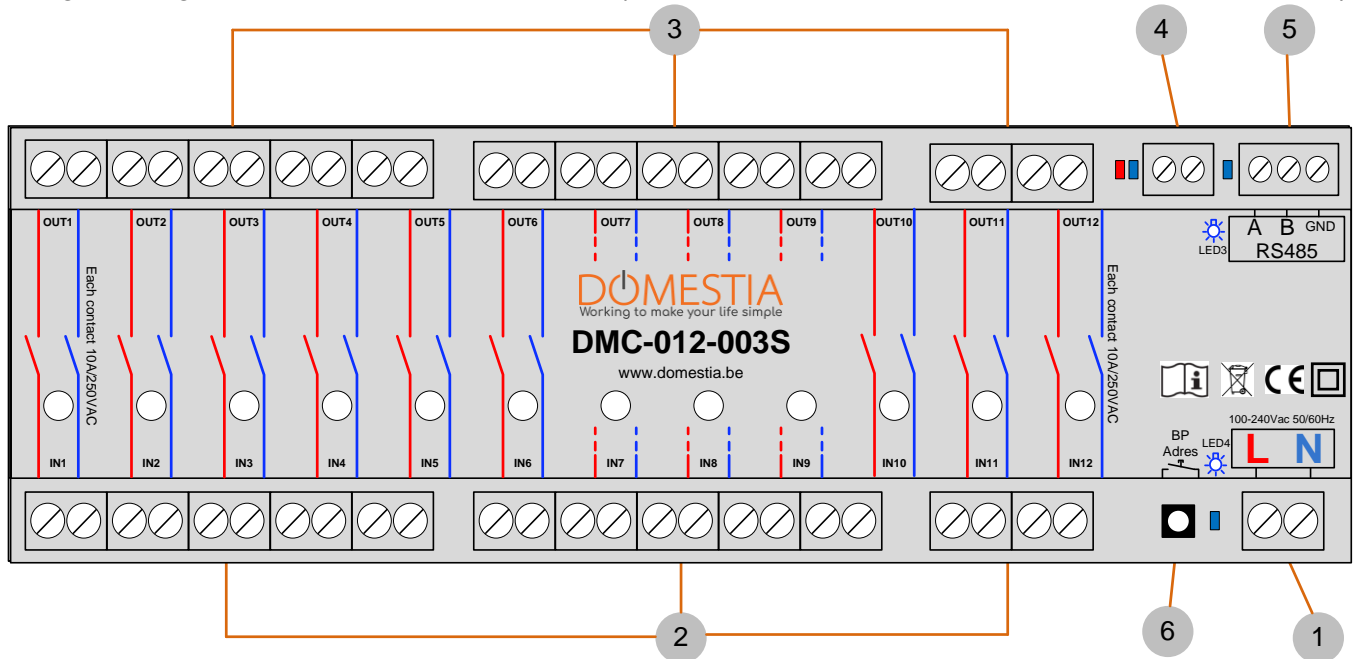 3
4
5
OUT1
OUT2
OUT3
OUT4
OUT5
OUT6
OUT7
OUT8
OUT9
OUT10
OUT11
OUT12
LED3
A B GND
RS485
Each contact 10A/250VAC
DOMESTIA
Working to make your life simple
DMC-012-003S
www.domestia.be
Each contact 10A/250VAC
i
CE
100-240Vac 50/60Hz
BP
Adres
LED4
L N
IN1
IN2
IN3
IN4
IN5
IN6
IN7
IN8
IN9
IN10
IN11
IN12
2
6
1